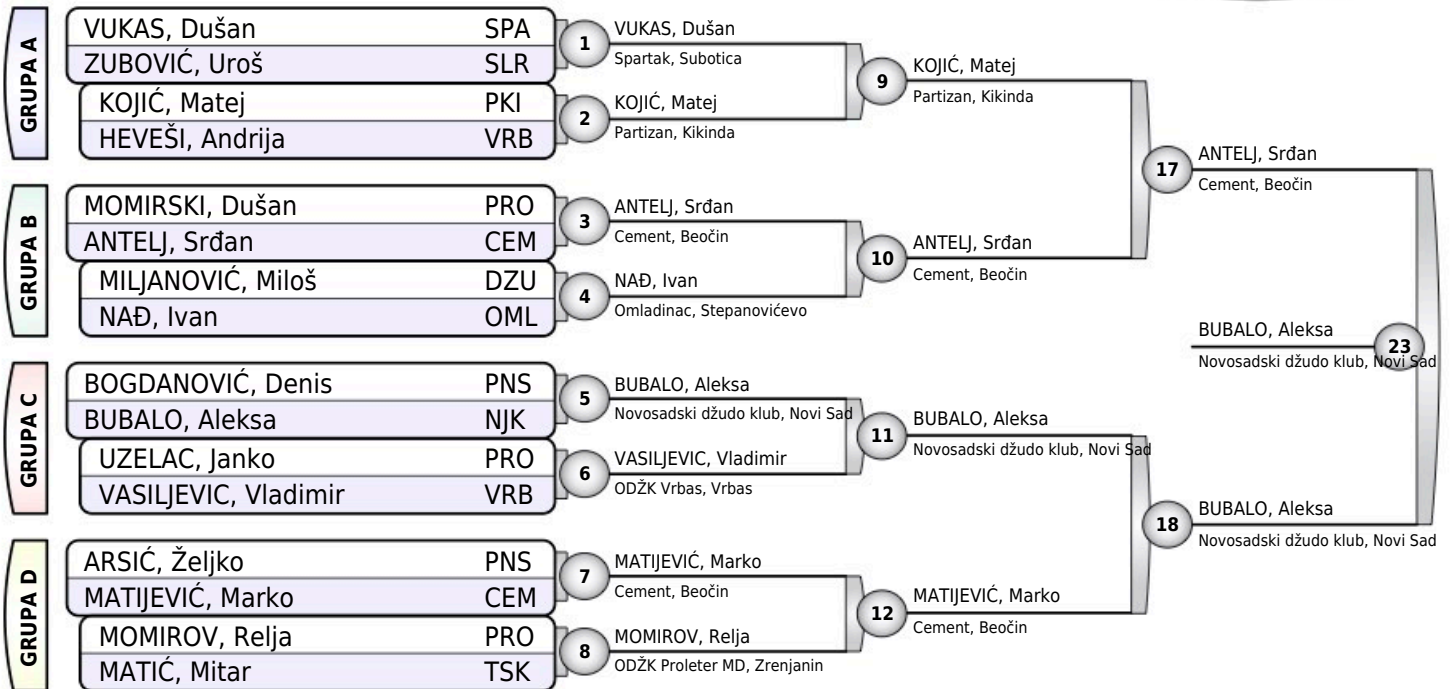 GRUPA A
VUKAS, Dušan SPA
ZUBOVIĆ, Uroš SLR
KOJIĆ, Matej PKI
HEVEŠI, Andrija VRB
GRUPA B
MOMIRSKI, Dušan PRO
ANTELJ, Srđan CEM
MILJANOVIĆ, Miloš DZU
NAĐ, Ivan OML
GRUPA C
BOGDANOVIĆ, Denis PNS
BUBALO, Aleksa NJK
UZELAC, Janko PRO
VASILJEVIC, Vladimir VRB
GRUPA D
ARSIĆ, Željko PNS
MATIJEVIĆ, Marko CEM
MOMIROV, Relja PRO
MATIĆ, Mitar TSK
1
VUKAS, Dušan
Spartak, Subotica
2
KOJIĆ, Matej
Partizan, Kikinda
3
ANTELJ, Srđan
Cement, Beočin
4
NAĐ, Ivan
Omladinac, Stepanovićevo
5
BUBALO, Aleksa
Novosadski džudo klub, Novi Sad
6
VASILJEVIC, Vladimir
ODŽK Vrbas, Vrbas
7
MATIJEVIĆ, Marko
Cement, Beočin
8
MOMIROV, Relja
ODŽK Proleter MD, Zrenjanin
9
KOJIĆ, Matej
Partizan, Kikinda
10
ANTELJ, Srđan
Cement, Beočin
11
BUBALO, Aleksa
Novosadski džudo klub, Novi Sad
12
MATIJEVIĆ, Marko
Cement, Beočin
17
ANTELJ, Srđan
Cement, Beočin
18
BUBALO, Aleksa
Novosadski džudo klub, Novi Sad
BUBALO, Aleksa
23
Novosadski džudo klub, Novi Sad